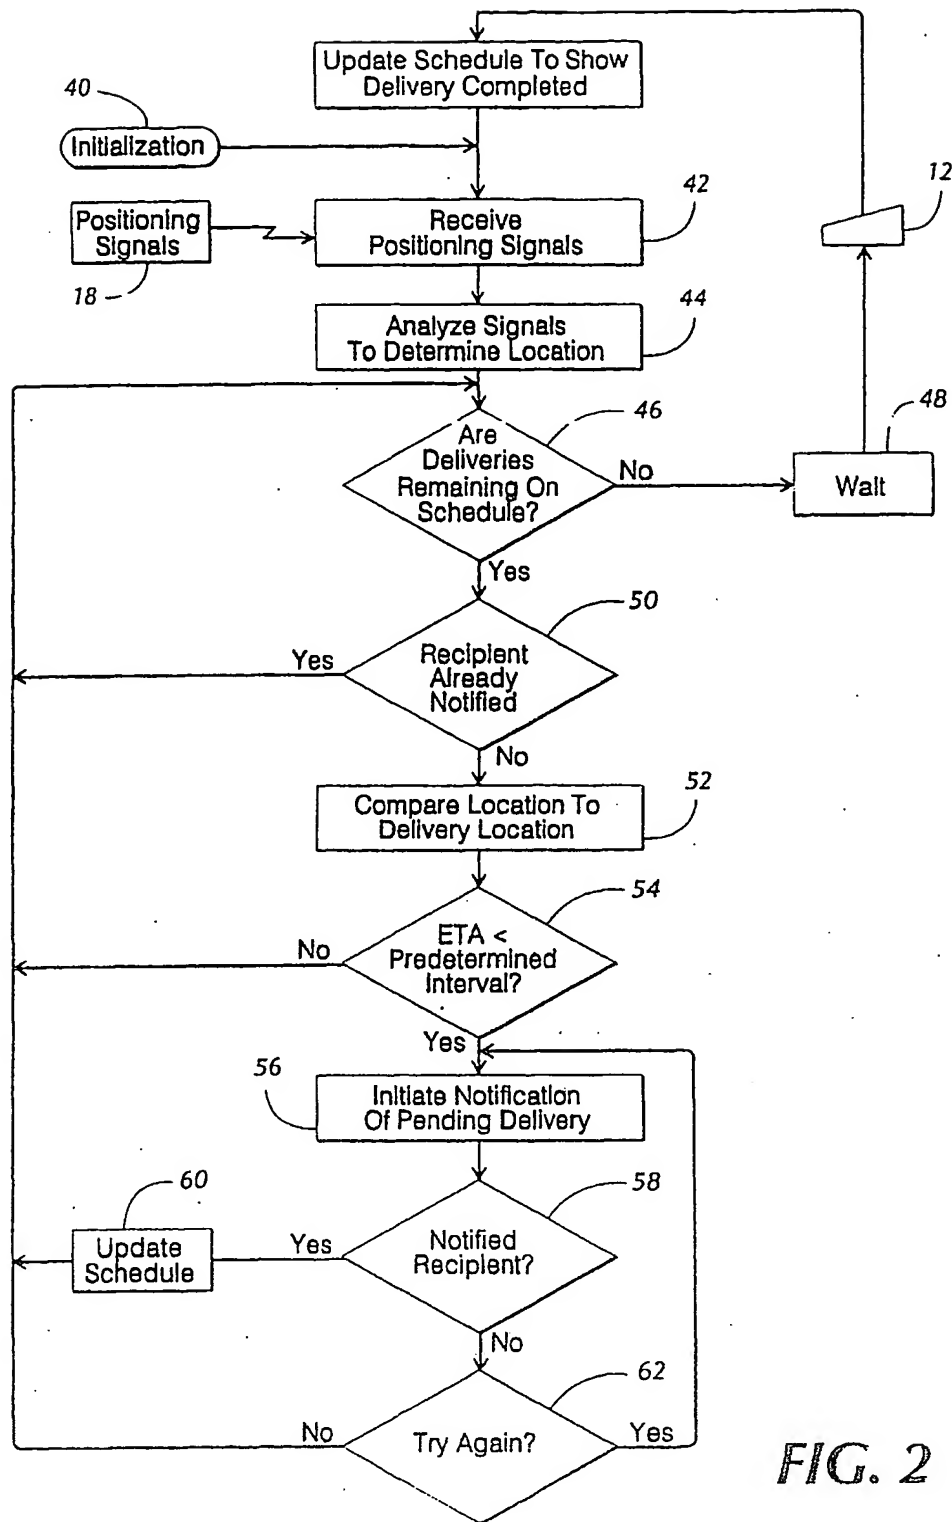 Update Schedule To Show
Delivery Completed
40
Initialization
12
42
Positioning
Signals
Receive
Positioning Signals
18
44
Analyze Signals
To Determine Location
46
48
Are
Deliveries
Remaining On
Schedule?
No
Wait
Yes
50
Yes
Recipient
Already
Notified
No
52
Compare Location To
Delivery Location
54
No
ETA <
Predetermined
Interval?
Yes
56
Initiate Notification
Of Pending Delivery
60
58
Update
Schedule
Yes
Notified
Recipient?
No
62
No
Try Again?
Yes
FIG. 2